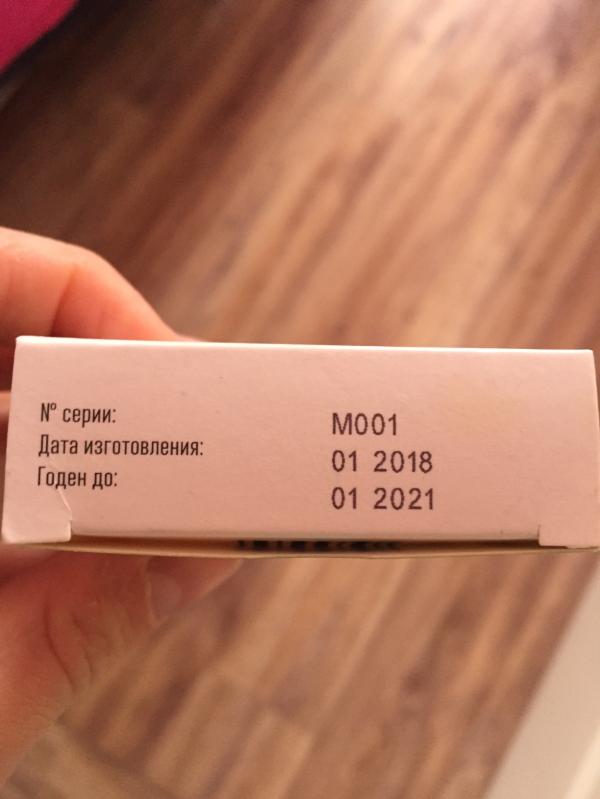 № серии: M001
Дата изготовления: 01 2018
Годен до: 01 2021